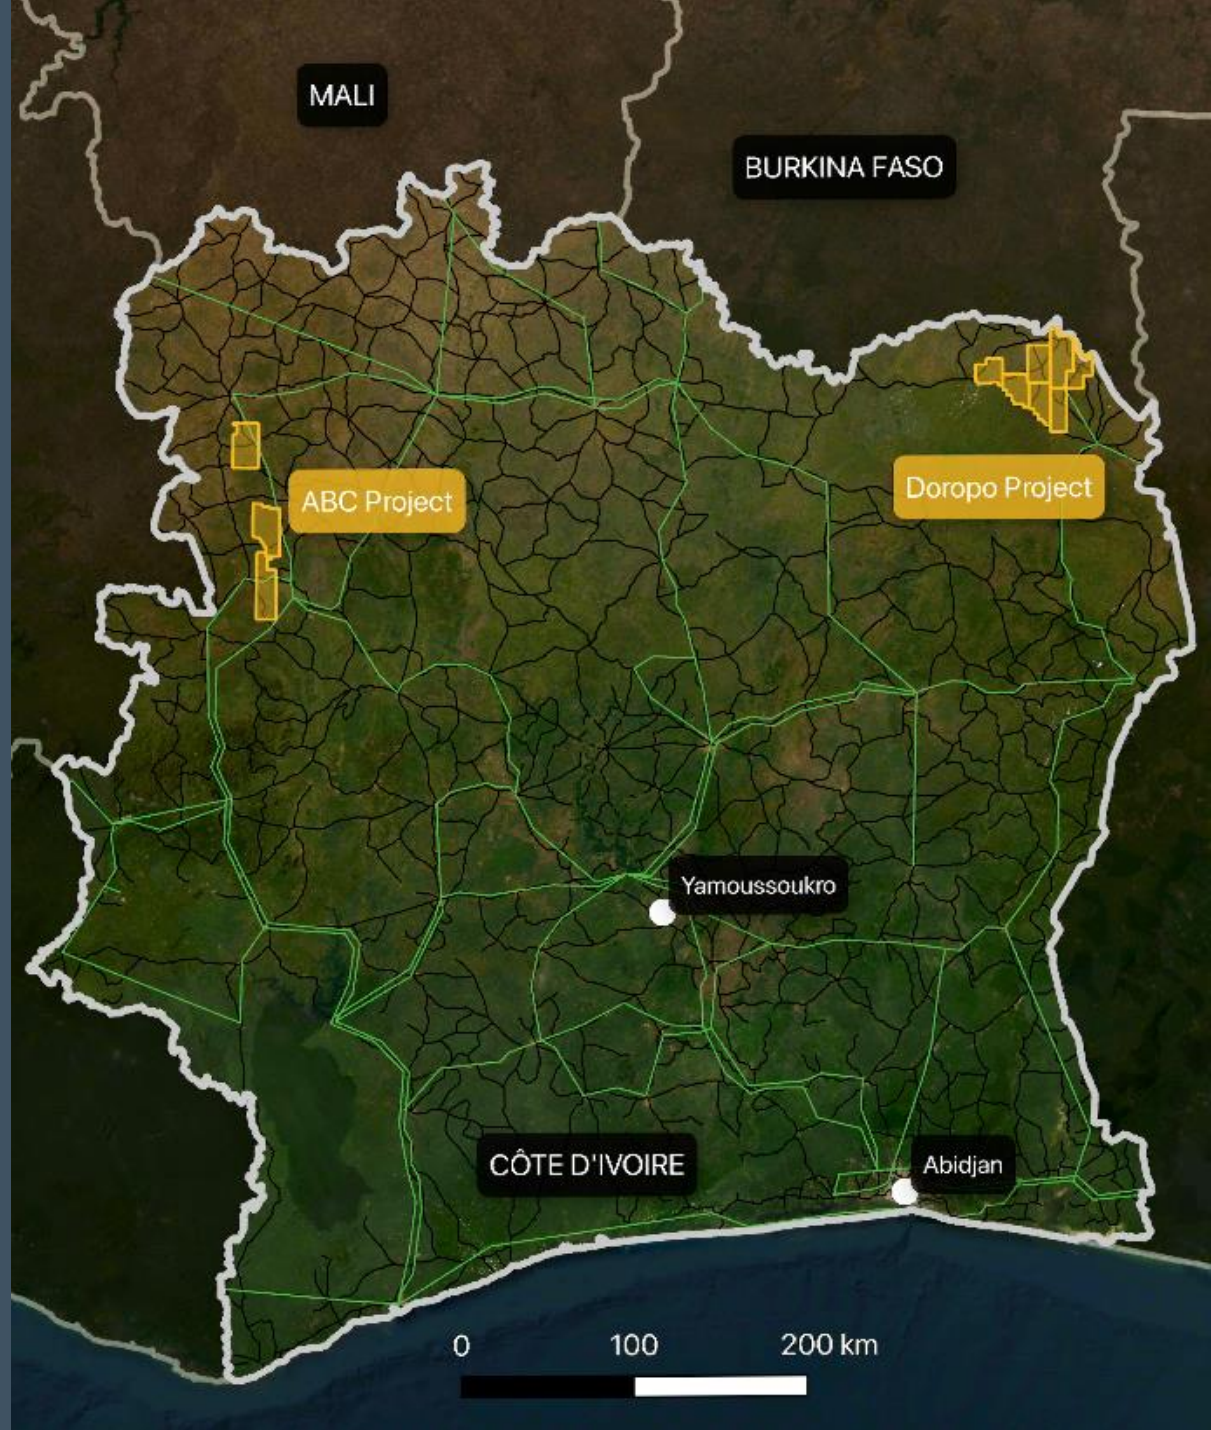 MALI
BURKINA FASO
ABC Project
Doropo Project
Yamoussoukro
CÔTE D'IVOIRE
Abidjan
0 100 200 km